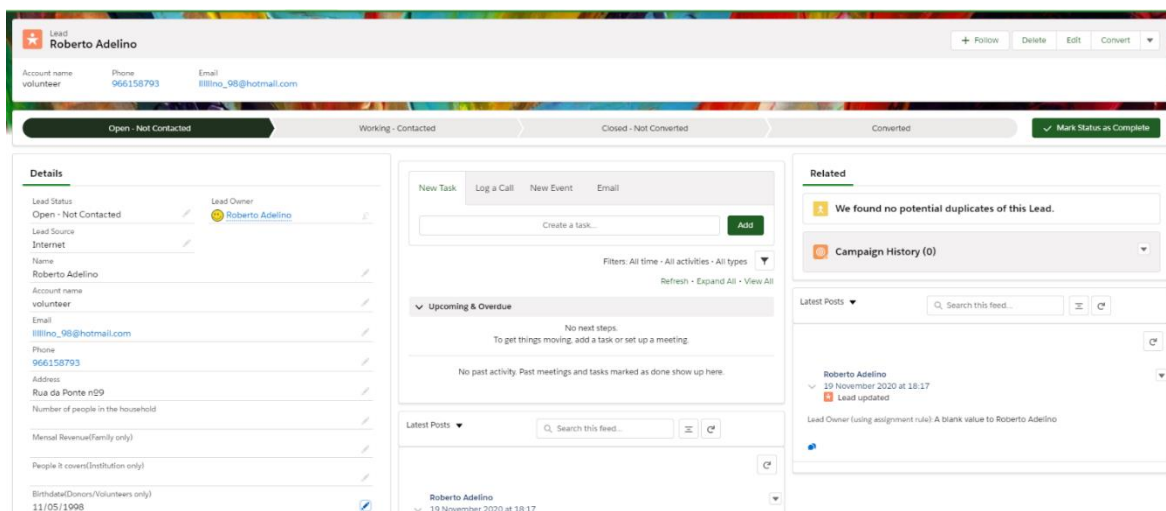 Lead
Roberto Adelino
+ Follow
Delete
Edit
Convert
Account name
volunteer
Phone
966158793
Email
llllllno_98@hotmail.com
Open - Not Contacted
Working - Contacted
Closed - Not Converted
Converted
Mark Status as Complete
Details
Lead Status
Open - Not Contacted
Lead Owner
Roberto Adelino
Lead Source
Internet
Name
Roberto Adelino
Account name
volunteer
Email
llllllno_98@hotmail.com
Phone
966158793
Address
Rua da Ponte nº9
Number of people in the household
Mensal Revenue(Family only)
People it covers(Institution only)
Birthdate(Donors/Volunteers only)
11/05/1998
New Task
Log a Call
New Event
Email
Create a task...
Add
Filters: All time • All activities • All types
Refresh • Expand All • View All
Upcoming & Overdue
No next steps.
To get things moving, add a task or set up a meeting.
No past activity. Past meetings and tasks marked as done show up here.
Latest Posts
Search this feed...
Roberto Adelino
19 November 2020 at 18:17
Related
We found no potential duplicates of this Lead.
Campaign History (0)
Latest Posts
Search this feed...
Roberto Adelino
19 November 2020 at 18:17
Lead updated
Lead Owner (using assignment rule) A blank value to Roberto Adelino